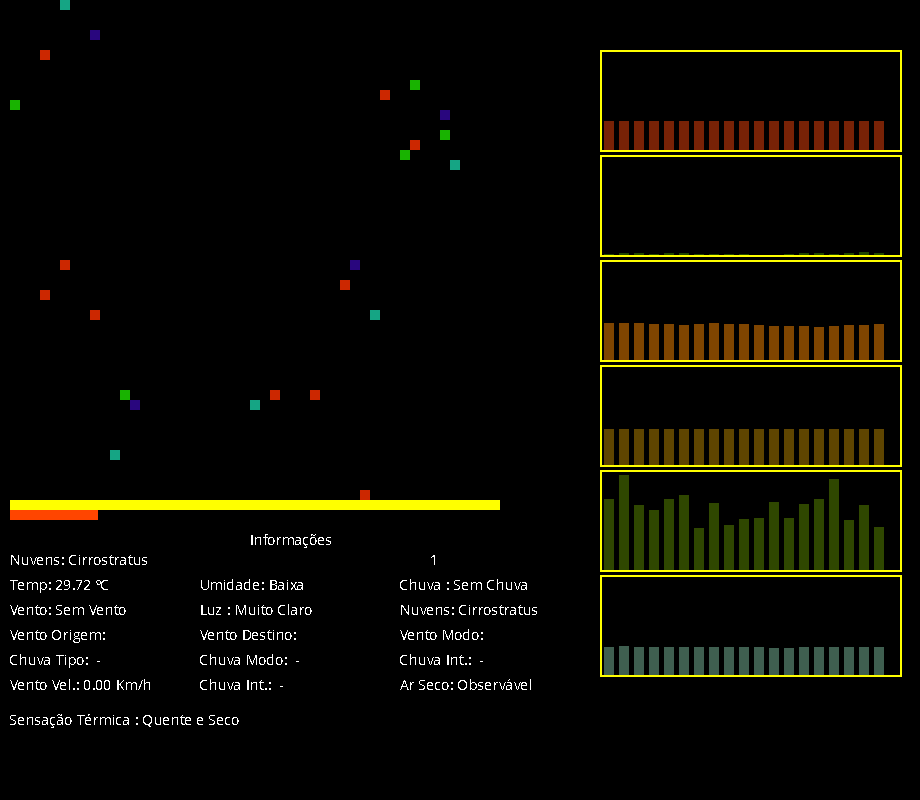 Informações
Nuvens: Cirrostratus 1
Temp: 29.72 ºC Umidade: Baixa Chuva : Sem Chuva
Vento: Sem Vento Luz : Muito Claro Nuvens: Cirrostratus
Vento Origem: Vento Destino: Vento Modo:
Chuva Tipo: - Chuva Modo: - Chuva Int.: -
Vento Vel.: 0.00 Km/h Chuva Int.: - Ar Seco: Observável
Sensação Térmica : Quente e Seco